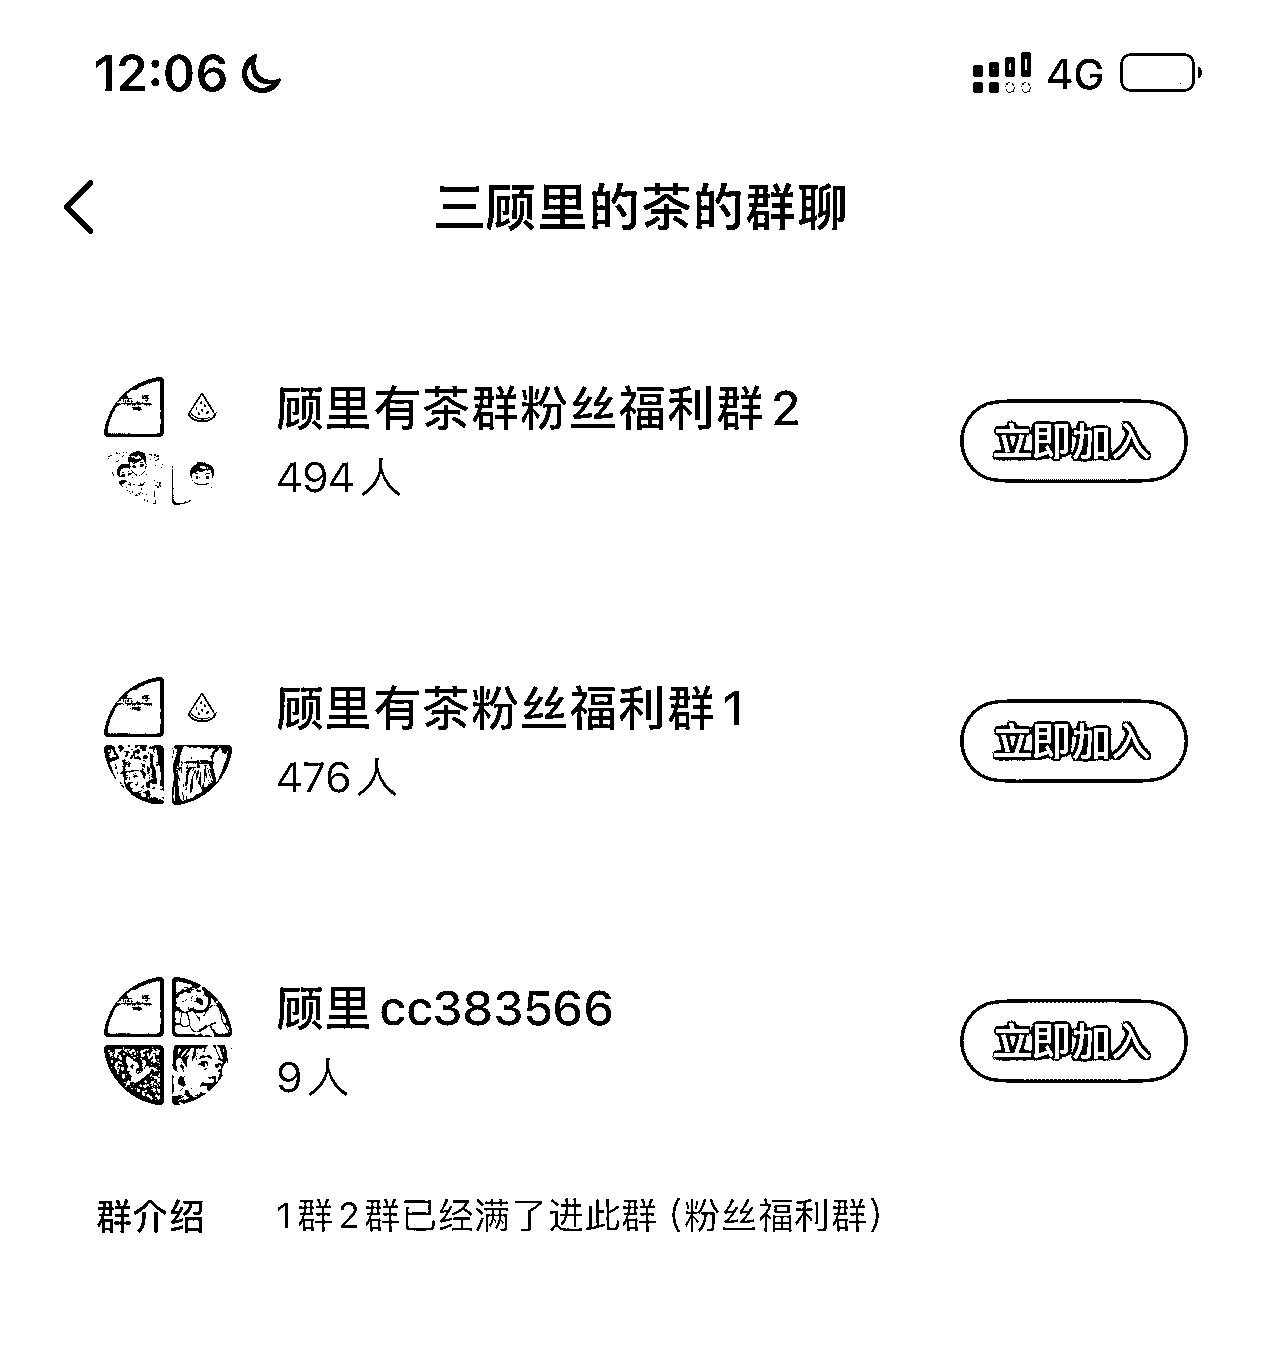 12:06 4G
三顾里的茶的群聊
顾里有茶群粉丝福利群2
494人
立即加入
顾里有茶粉丝福利群1
476人
立即加入
顾里cc383566
9人
立即加入
群介绍 1群2群已经满了进此群（粉丝福利群）